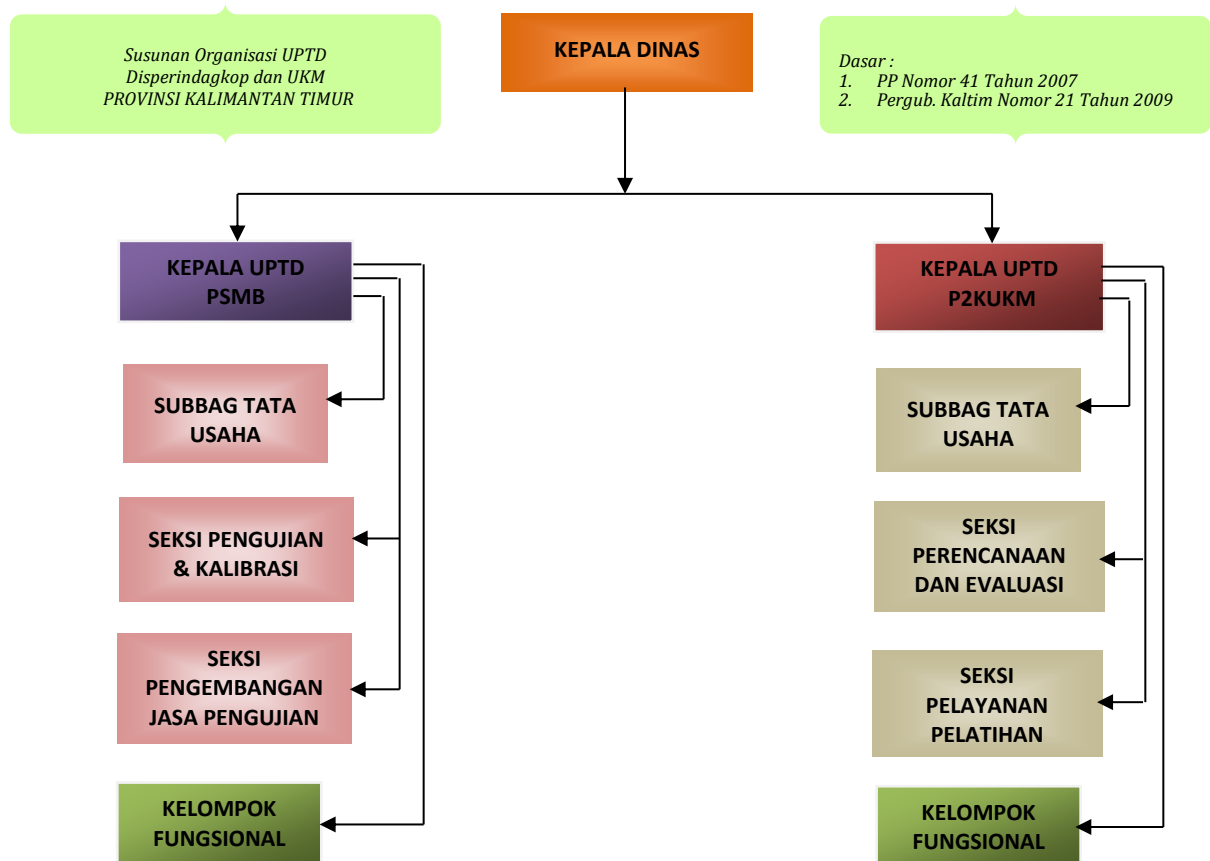 Susunan Organisasi UPTD
Disperindagkop dan UKM
PROVINSI KALIMANTAN TIMUR
KEPALA DINAS
Dasar :
1. PP Nomor 41 Tahun 2007
2. Pergub. Kaltim Nomor 21 Tahun 2009
KEPALA UPTD
PSMB
SUBBAG TATA
USAHA
SEKSI PENGUJIAN
& KALIBRASI
SEKSI
PENGEMBANGAN
JASA PENGUJIAN
KELOMPOK
FUNGSIONAL
KEPALA UPTD
P2KUKM
SUBBAG TATA
USAHA
SEKSI
PERENCANAAN
DAN EVALUASI
SEKSI
PELAYANAN
PELATIHAN
KELOMPOK
FUNGSIONAL